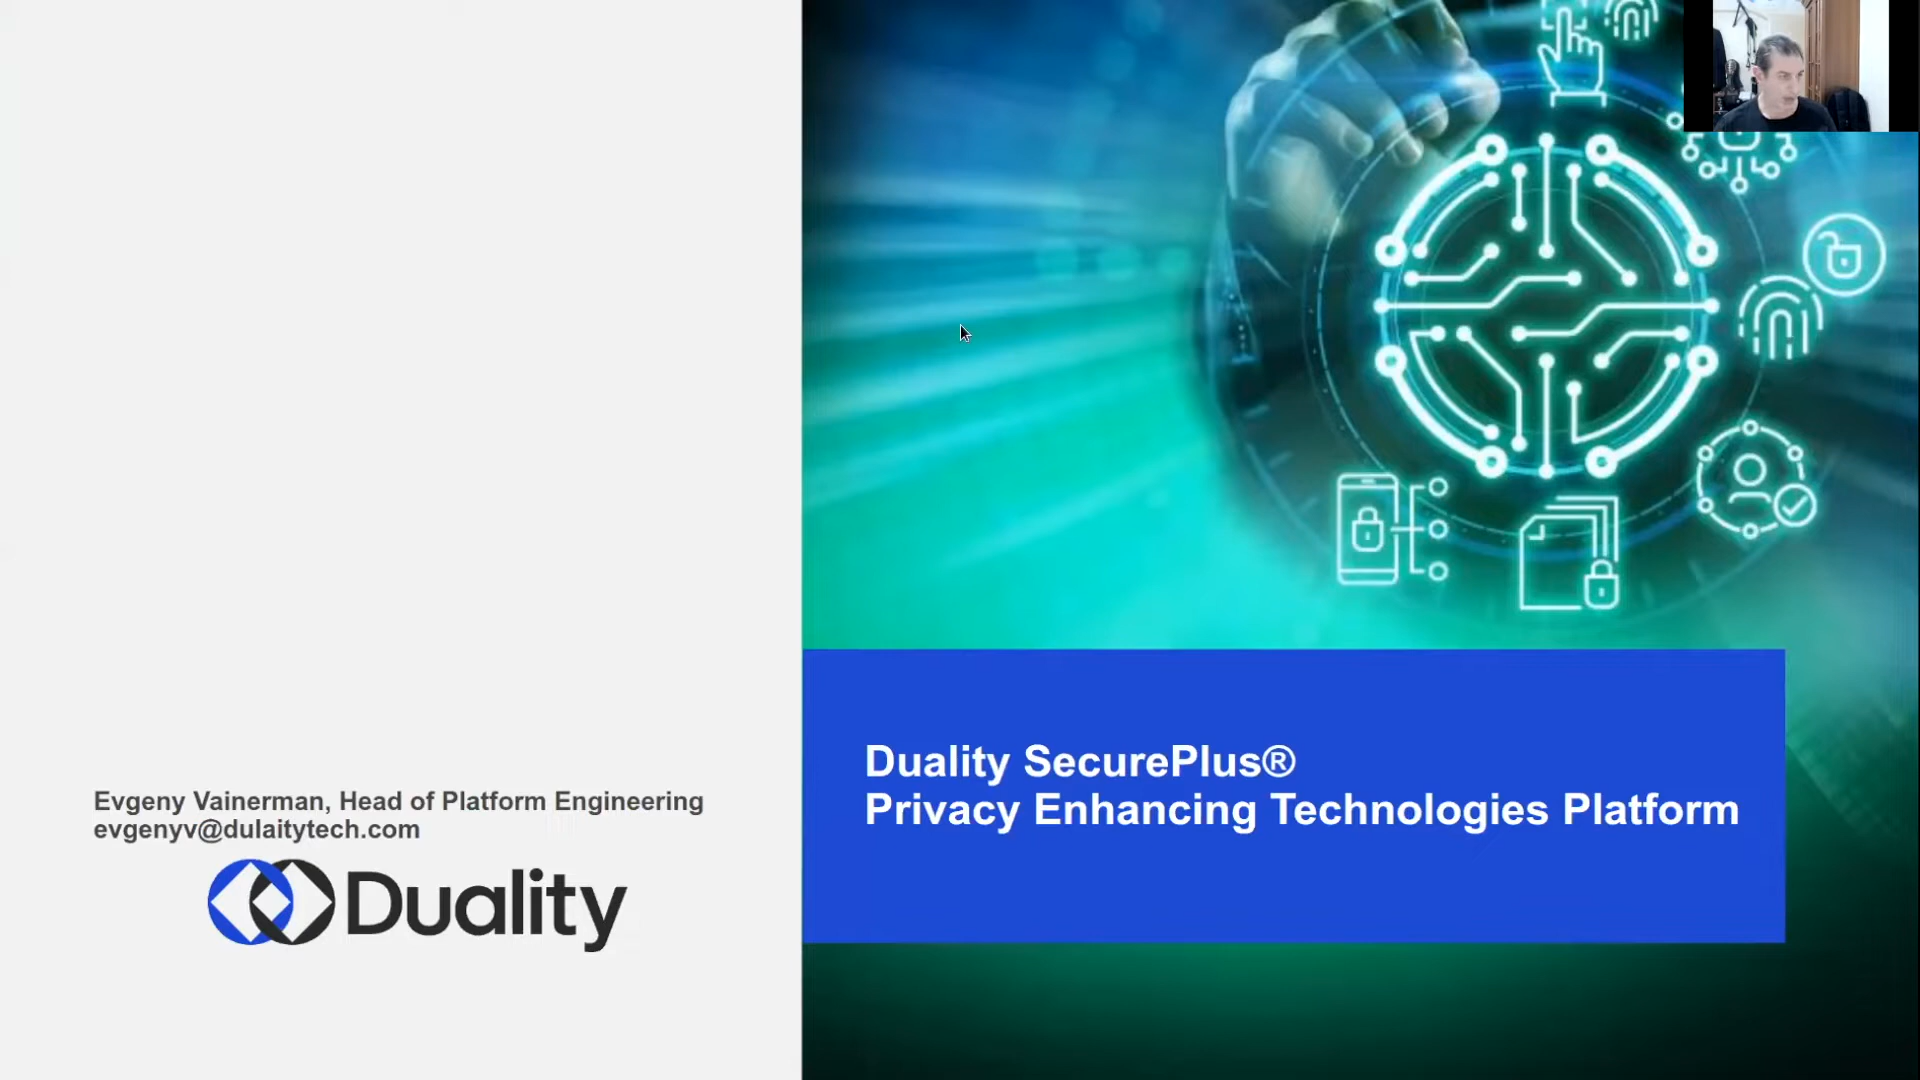 Evgeny Vainerman, Head of Platform Engineering
evgenyv@dulaitytech.com
Duality
Duality SecurePlus®
Privacy Enhancing Technologies Platform